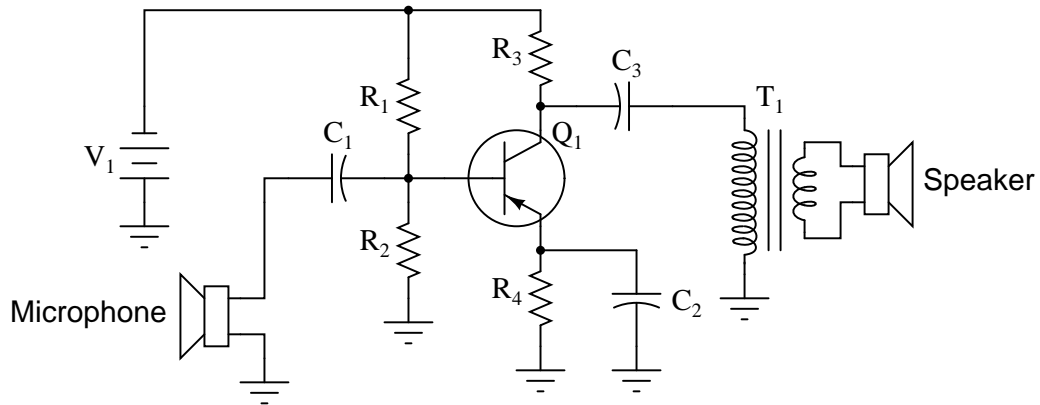 R3
C3
R1
T1
C1
Q1
V1
Speaker
R2
R4
C2
Microphone